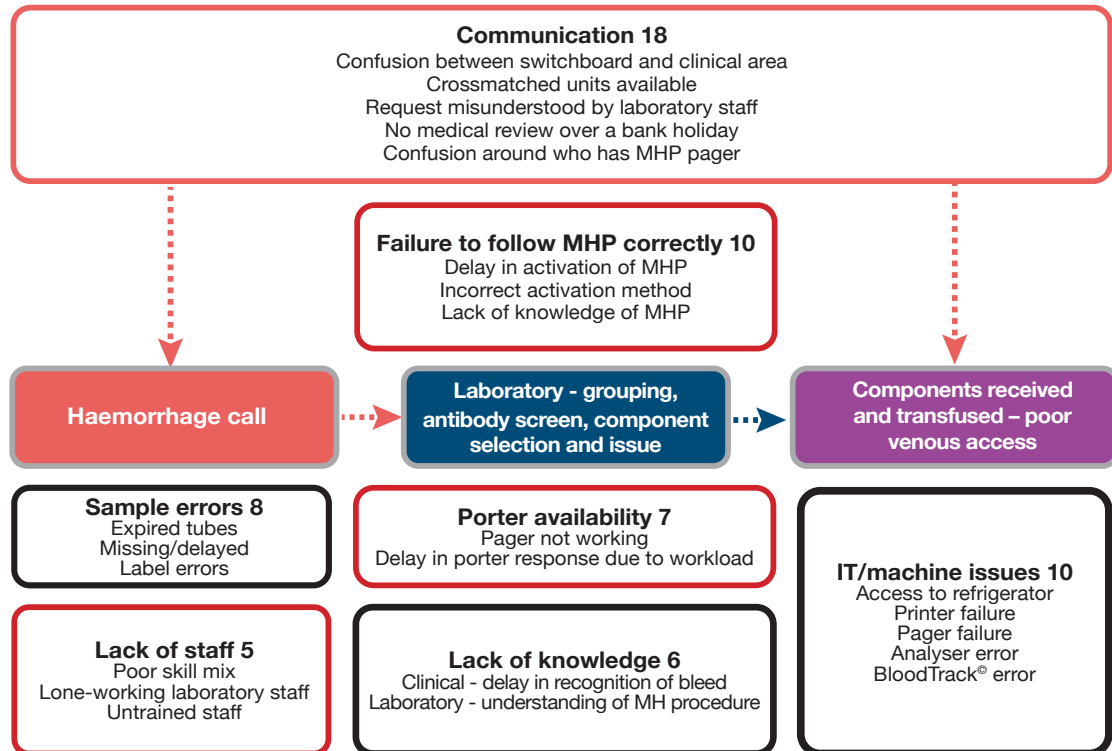 Communication 18
Confusion between switchboard and clinical area
Crossmatched units available
Request misunderstood by laboratory staff
No medical review over a bank holiday
Confusion around who has MHP pager
Failure to follow MHP correctly 10
Delay in activation of MHP
Incorrect activation method
Lack of knowledge of MHP
Haemorrhage call
Laboratory - grouping,
antibody screen, component
selection and issue
Components received
and transfused – poor
venous access
Sample errors 8
Expired tubes
Missing/delayed
Label errors
Porter availability 7
Pager not working
Delay in porter response due to workload
IT/machine issues 10
Access to refrigerator
Printer failure
Pager failure
Analyser error
BloodTrack© error
Lack of staff 5
Poor skill mix
Lone-working laboratory staff
Untrained staff
Lack of knowledge 6
Clinical - delay in recognition of bleed
Laboratory - understanding of MH procedure